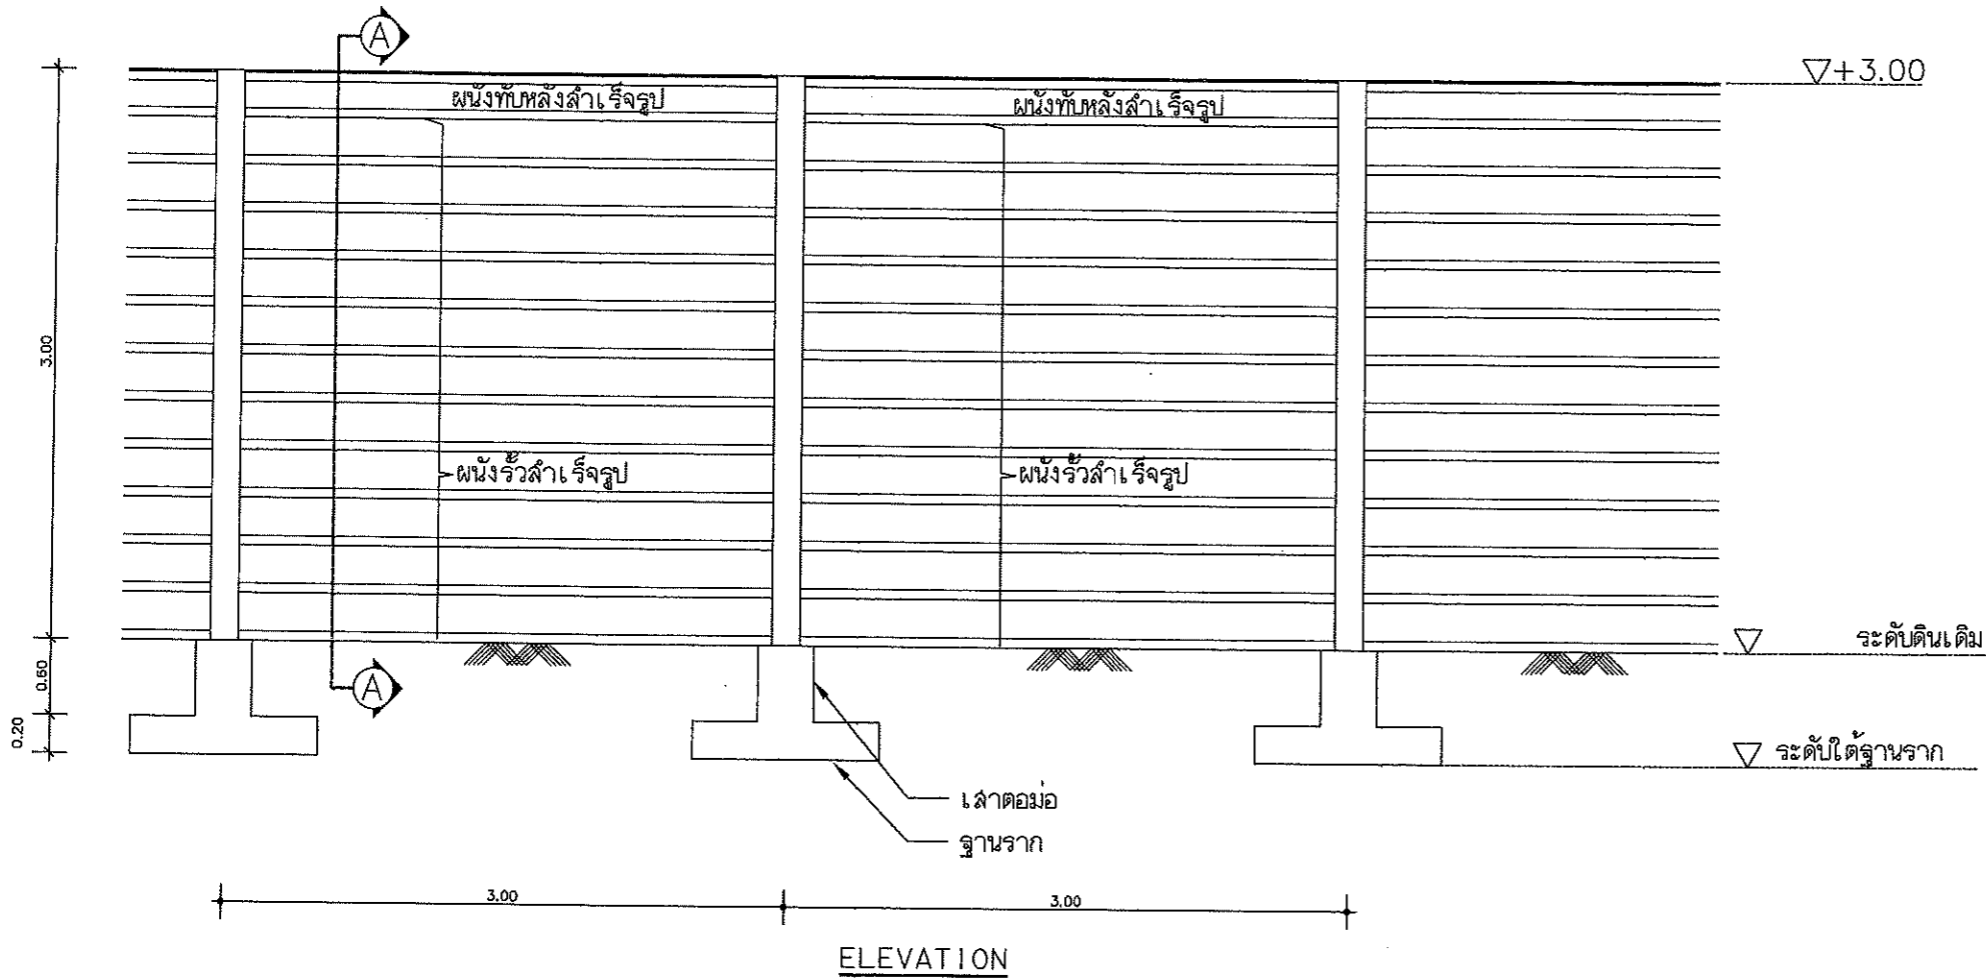 A
▽+3.00
ผนังทับหลังสำเร็จรูป
ผนังทับหลังสำเร็จรูป
3.00
ผนังรั้วสำเร็จรูป
ผนังรั้วสำเร็จรูป
ระดับดินเดิม
0.60
A
0.20
ระดับใต้ฐานราก
เสาตอม่อ
ฐานราก
3.00
3.00
ELEVATION